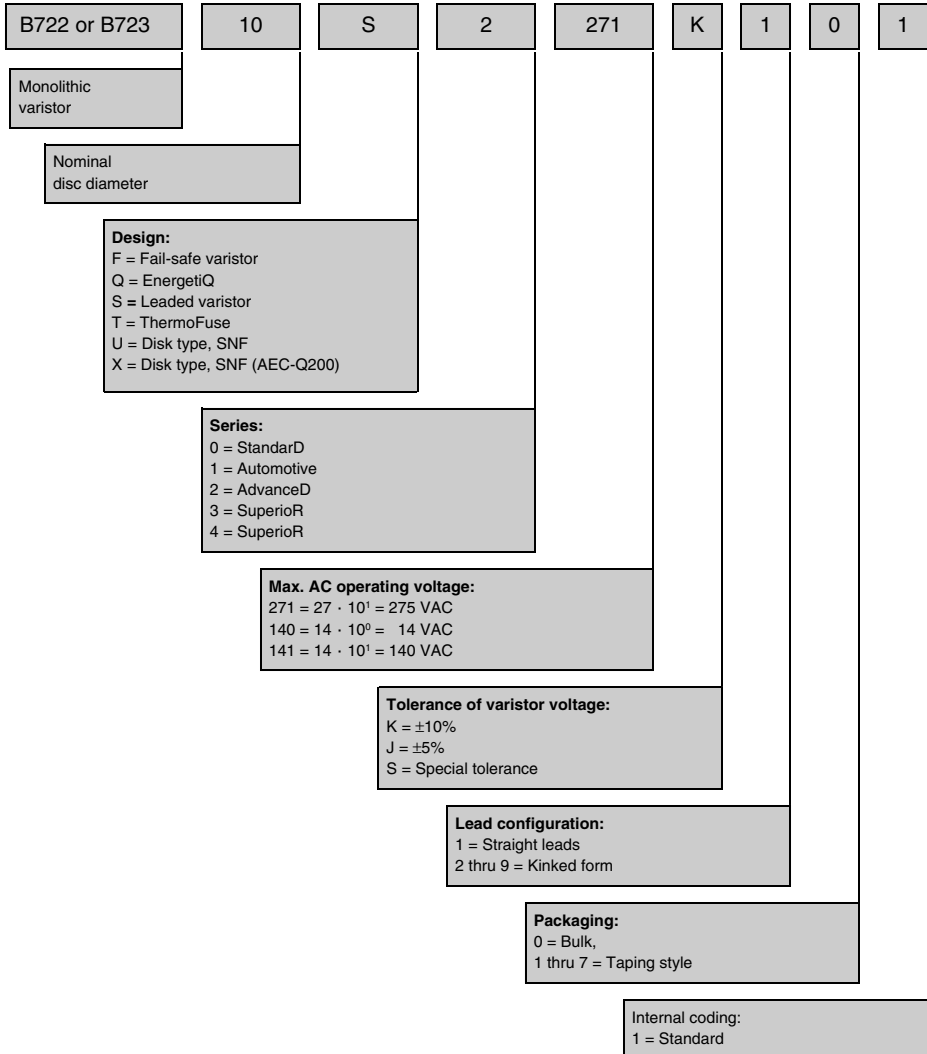 B722 or B723 10 S 2 271 K 1 0 1
Monolithic
varistor
Nominal
disc diameter
Design:
F = Fail-safe varistor
Q = EnergetiQ
S = Leaded varistor
T = ThermoFuse
U = Disk type, SNF
X = Disk type, SNF (AEC-Q200)
Series:
0 = StandarD
1 = Automotive
2 = AdvanceD
3 = SuperioR
4 = SuperioR
Max. AC operating voltage:
271 = 27 · 10¹ = 275 VAC
140 = 14 · 10⁰ = 14 VAC
141 = 14 · 10¹ = 140 VAC
Tolerance of varistor voltage:
K = ±10%
J = ±5%
S = Special tolerance
Lead configuration:
1 = Straight leads
2 thru 9 = Kinked form
Packaging:
0 = Bulk,
1 thru 7 = Taping style
Internal coding:
1 = Standard